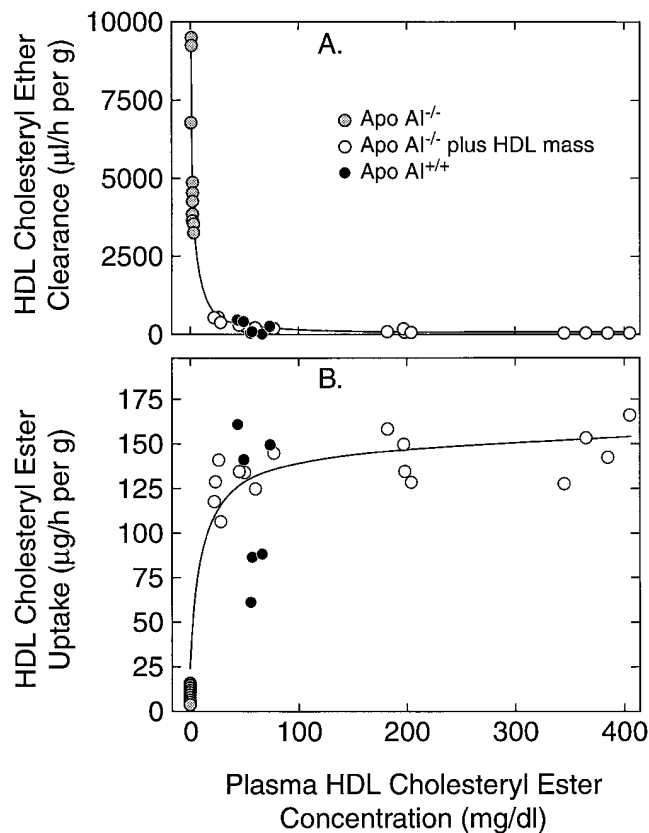 A.
HDL Cholesteryl Ether
Clearance (µl/h per g)
10000
7500
5000
2500
0
Apo AI-/-
Apo AI-/- plus HDL mass
Apo AI+/+
B.
HDL Cholesteryl Ester
Uptake (µg/h per g)
175
150
125
100
75
50
25
0
0 100 200 300 400
Plasma HDL Cholesteryl Ester
Concentration (mg/dl)